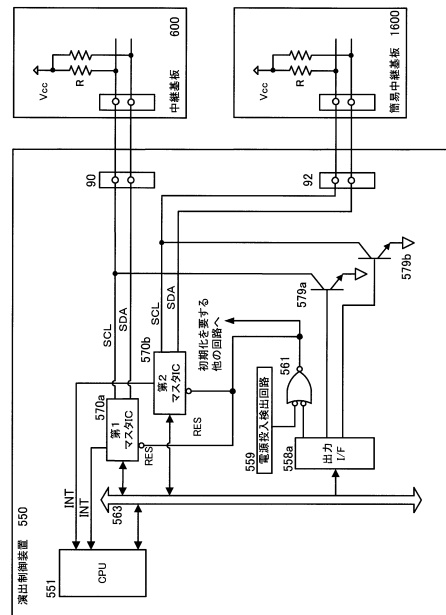 演出制御装置 550
551
CPU
INT
INT
563
570a
第1
マスタIC
RES
570b
第2
マスタIC
RES
SCL
SDA
SCL
SDA
90
92
初期化を要する
他の回路へ
559
電源投入検出回路
561
558a
出力
I/F
579a
579b
600
Vcc
R
中継基板
1600
Vcc
R
簡易中継基板